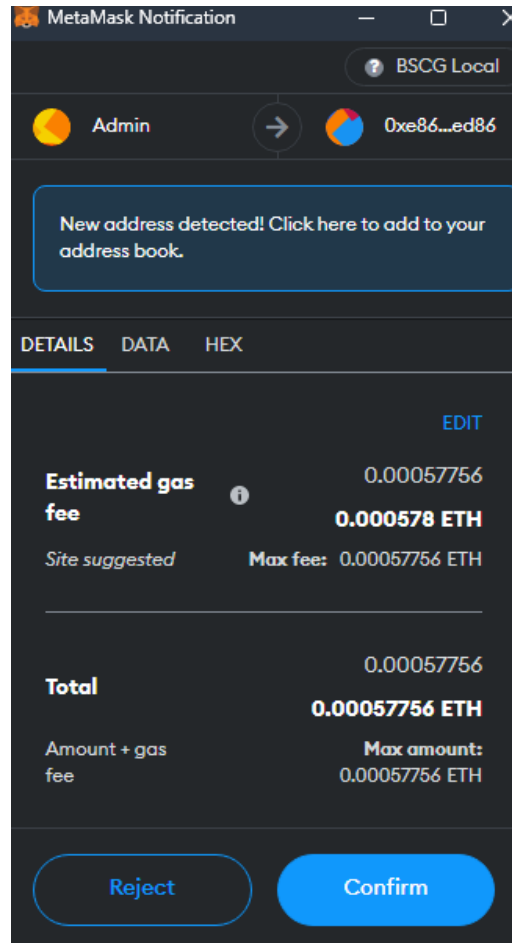 MetaMask Notification
BSCG Local
Admin
0xe86...ed86
New address detected! Click here to add to your
address book.
DETAILS DATA HEX
EDIT
Estimated gas
fee
0.00057756
0.000578 ETH
Site suggested
Max fee: 0.00057756 ETH
Total
0.00057756
0.00057756 ETH
Amount + gas
fee
Max amount:
0.00057756 ETH
Reject
Confirm